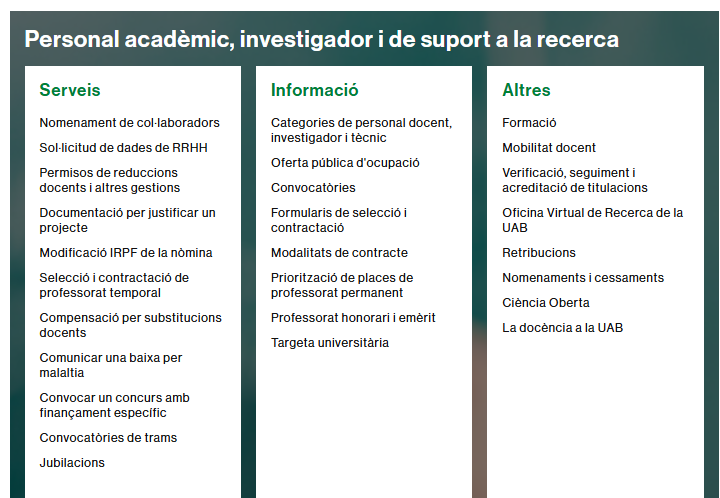 Personal acadèmic, investigador i de suport a la recerca
Serveis
Nomenament de col·laboradors
Sol·licitud de dades de RRHH
Permisos de reduccions
docents i altres gestions
Documentació per justificar un
projecte
Modificació IRPF de la nòmina
Selecció i contractació de
professorat temporal
Compensació per substitucions
docents
Comunicar una baixa per
malaltia
Convocar un concurs amb
finançament específic
Convocatòries de trams
Jubilacions
Informació
Categories de personal docent,
investigador i tècnic
Oferta pública d'ocupació
Convocatòries
Formularis de selecció i
contractació
Modalitats de contracte
Priorització de places de
professorat permanent
Professorat honorari i emèrit
Targeta universitària
Altres
Formació
Mobilitat docent
Verificació, seguiment i
acreditació de titulacions
Oficina Virtual de Recerca de la
UAB
Retribucions
Nomenaments i cessaments
Ciència Oberta
La docència a la UAB